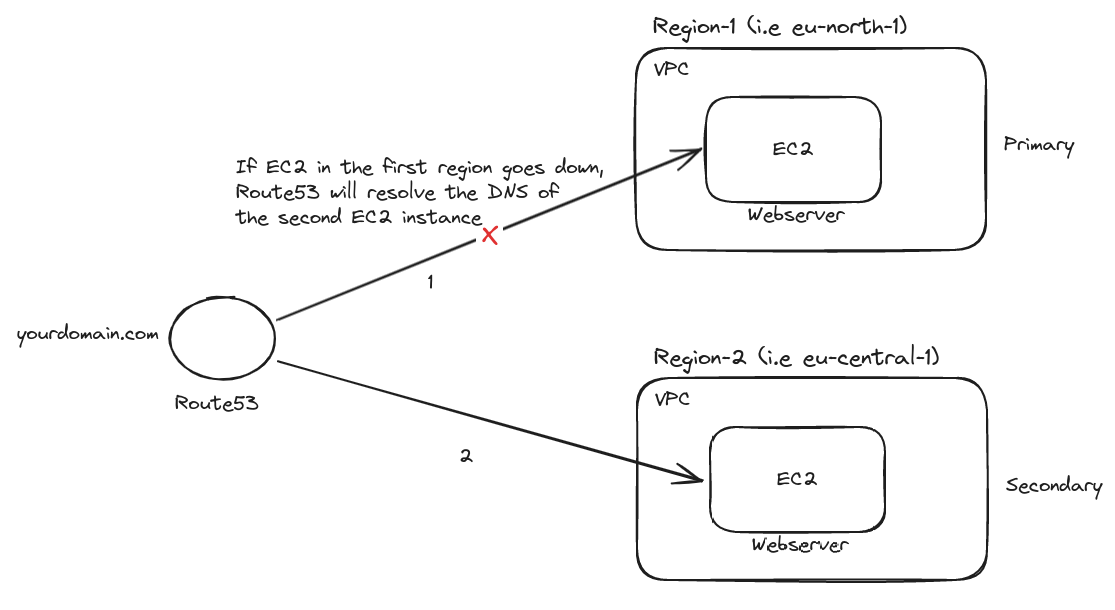 Region-1 (i.e eu-north-1)
VPC
EC2
Webserver
Primary
If EC2 in the first region goes down,
Route53 will resolve the DNS of
the second EC2 instance
X
1
yourdomain.com
Route53
2
Region-2 (i.e eu-central-1)
VPC
EC2
Webserver
Secondary